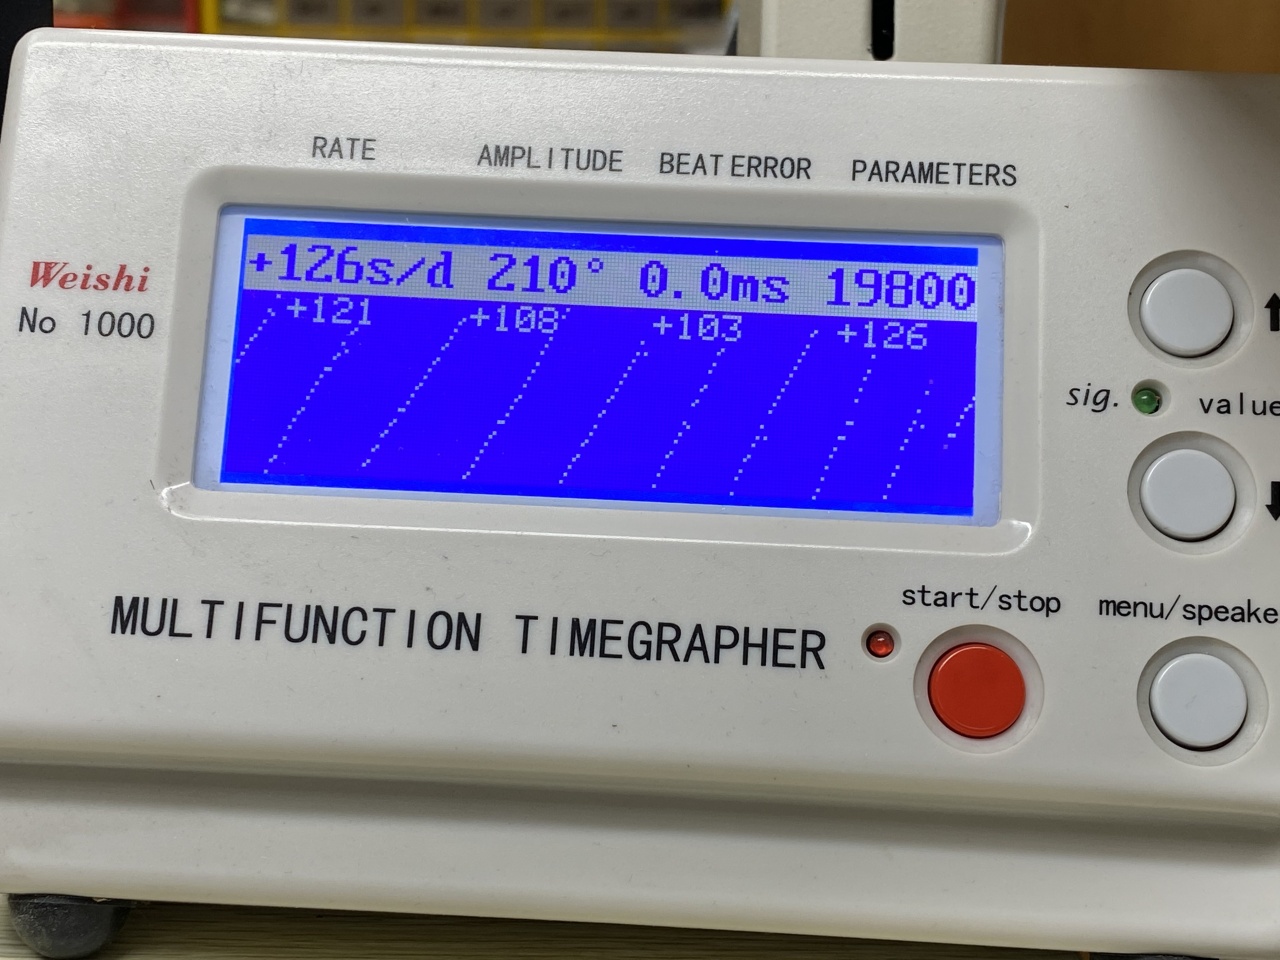 RATE AMPLITUDE BEAT ERROR PARAMETERS
Weishi
No 1000
+126s/d 210° 0.0ms 19800
+121 +108 +103 +126
sig.
value
start/stop
menu/speake
MULTIFUNCTION TIMEGRAPHER